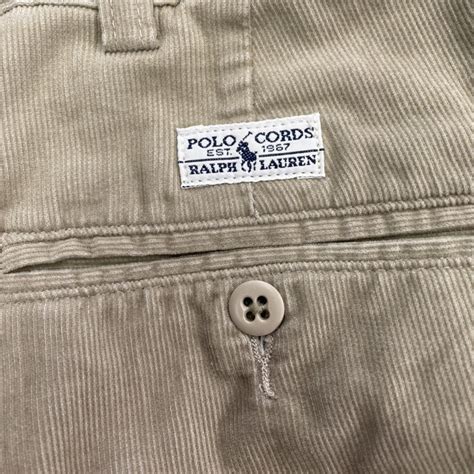 POLO CORDS
EST. 1967
RALPH LAUREN